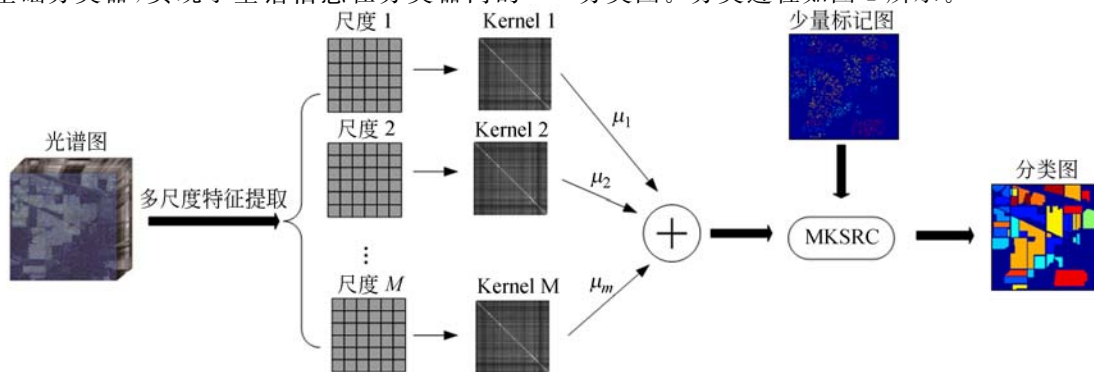 尺度 1
Kernel 1
少量标记图
μ1
光谱图
尺度 2
Kernel 2
μ2
分类图
多尺度特征提取
+
MKSRC
⋮
尺度 M
Kernel M
μm